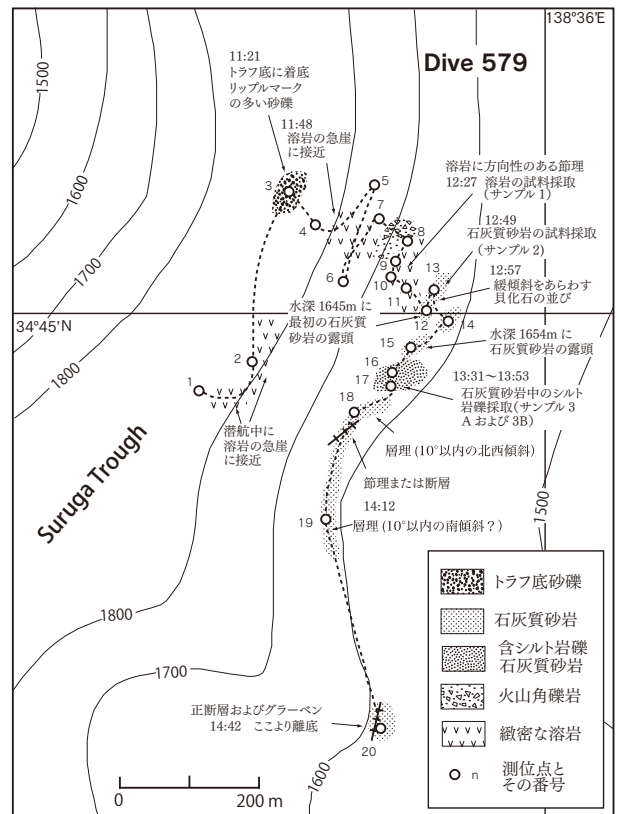 138°36’E
Dive 579
1500
11:21
トラフ底に着底
リップルマーク
の多い砂礫
11:48
溶岩の急崖
に接近
溶岩に方向性のある節理
12:27 溶岩の試料採取
(サンプル 1)
12:49
石灰質砂岩の試料採取
(サンプル 2)
12:57
緩傾斜をあらわす
貝化石の並び
1600
1700
1800
3
4
5
7
8
6
9
10
11
13
12
14
水深 1645m に
最初の石灰質
砂岩の露頭
34°45’N
水深 1654m に
石灰質砂岩の露頭
15
16
17
18
13:31〜13:53
石灰質砂岩中のシルト
岩礫採取(サンプル 3
A および 3B)
1
2
潜航中に
溶岩の急崖
に接近
Suruga Trough
層理 (10°以内の北西傾斜)
節理または断層
14:12
層理 (10°以内の南傾斜?)
19
1500
1800
1700
1600
正断層およびグラーベン
14:42 ここより離底
20
0
200 m
トラフ底砂礫
石灰質砂岩
含シルト岩礫
石灰質砂岩
火山角礫岩
緻密な溶岩
n
測位点と
その番号